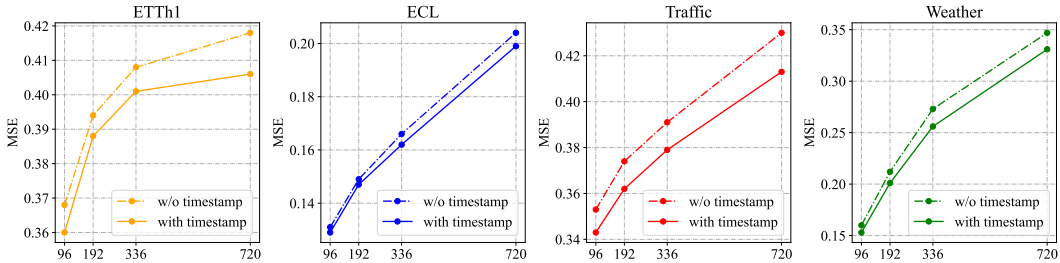 ETTh1
MSE
0.42
0.41
0.40
0.39
0.38
0.37
0.36
w/o timestamp
with timestamp
96 192 336 720
ECL
MSE
0.20
0.18
0.16
0.14
w/o timestamp
with timestamp
96 192 336 720
Traffic
MSE
0.42
0.40
0.38
0.36
0.34
w/o timestamp
with timestamp
96 192 336 720
Weather
MSE
0.35
0.30
0.25
0.20
0.15
w/o timestamp
with timestamp
96 192 336 720